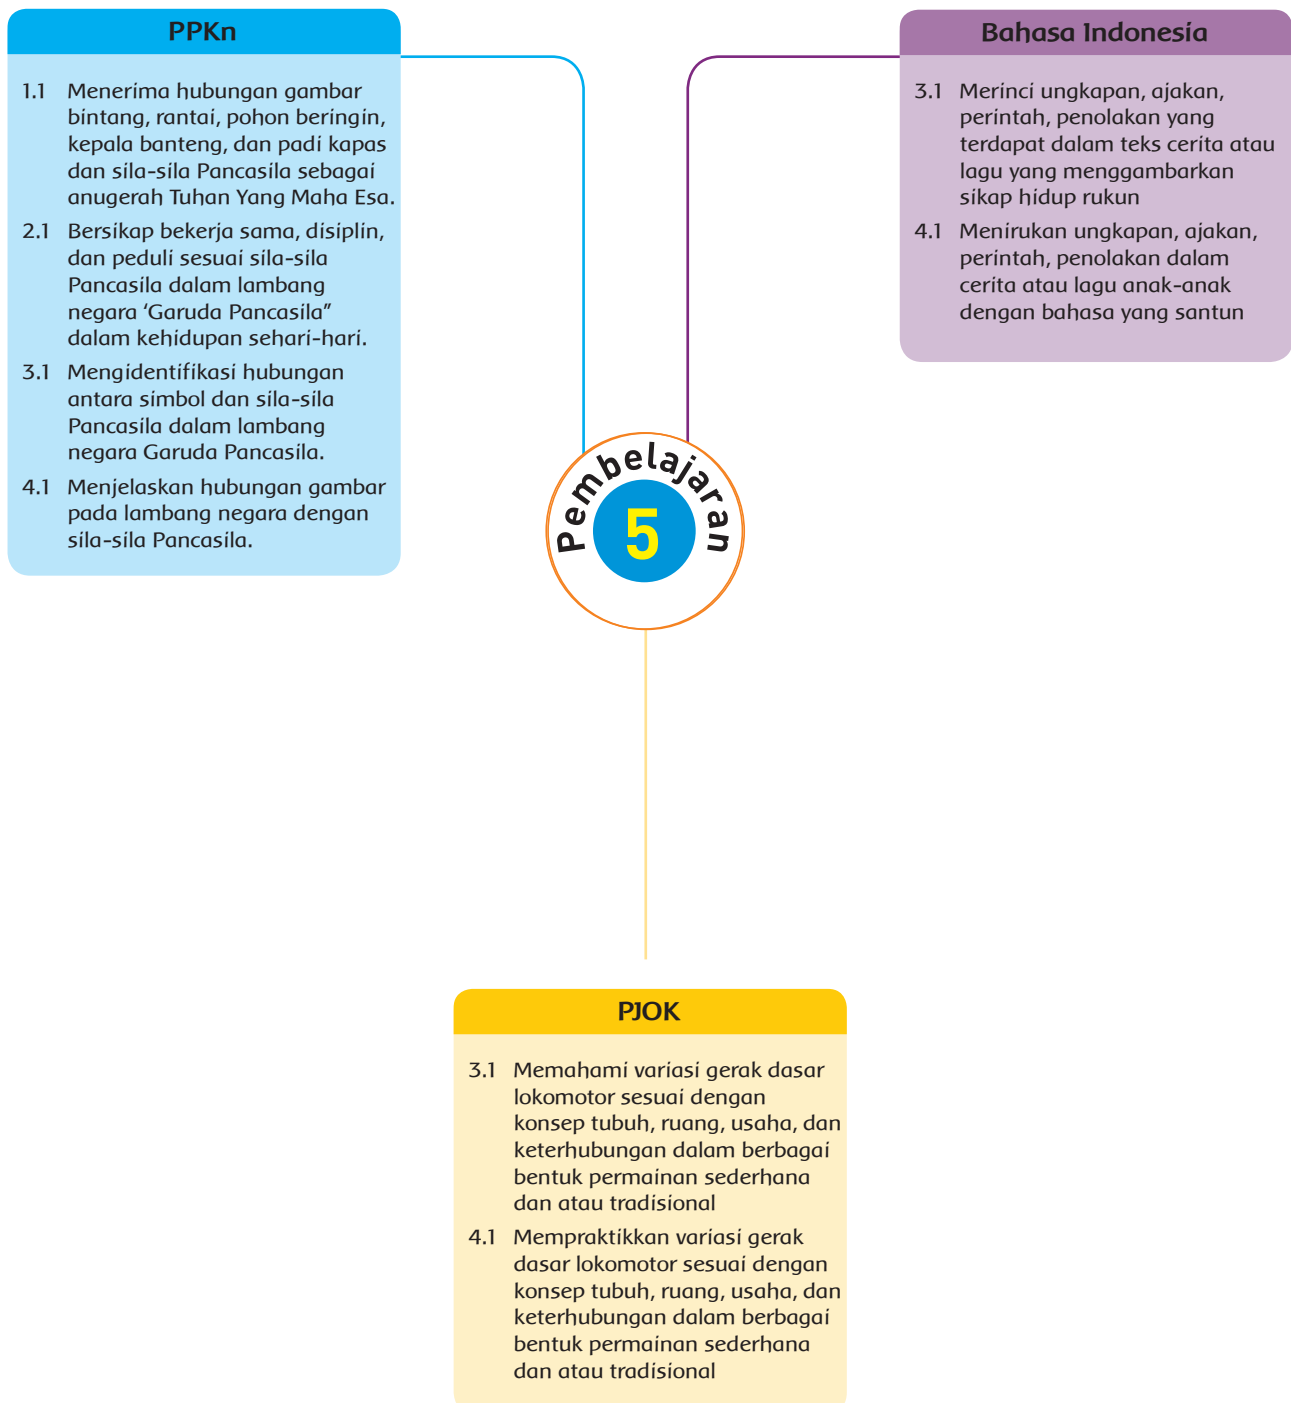 PPKn
1.1 Menerima hubungan gambar
bintang, rantai, pohon beringin,
kepala banteng, dan padi kapas
dan sila-sila Pancasila sebagai
anugerah Tuhan Yang Maha Esa.
2.1 Bersikap bekerja sama, disiplin,
dan peduli sesuai sila-sila
Pancasila dalam lambang
negara ‘Garuda Pancasila”
dalam kehidupan sehari-hari.
3.1 Mengidentifikasi hubungan
antara simbol dan sila-sila
Pancasila dalam lambang
negara Garuda Pancasila.
4.1 Menjelaskan hubungan gambar
pada lambang negara dengan
sila-sila Pancasila.
Bahasa Indonesia
3.1 Merinci ungkapan, ajakan,
perintah, penolakan yang
terdapat dalam teks cerita atau
lagu yang menggambarkan
sikap hidup rukun
4.1 Menirukan ungkapan, ajakan,
perintah, penolakan dalam
cerita atau lagu anak-anak
dengan bahasa yang santun
Pembelajaran
5
PJOK
3.1 Memahami variasi gerak dasar
lokomotor sesuai dengan
konsep tubuh, ruang, usaha, dan
keterhubungan dalam berbagai
bentuk permainan sederhana
dan atau tradisional
4.1 Mempraktikkan variasi gerak
dasar lokomotor sesuai dengan
konsep tubuh, ruang, usaha, dan
keterhubungan dalam berbagai
bentuk permainan sederhana
dan atau tradisional